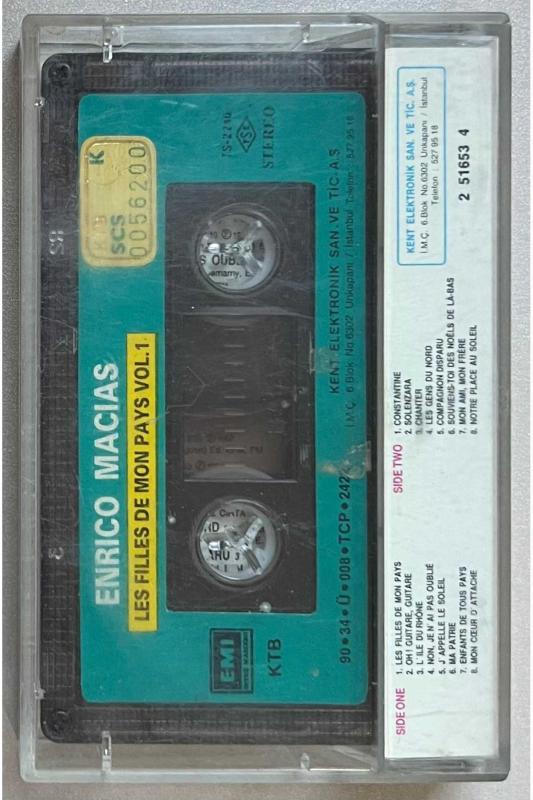 ENRICO MACIAS
LES FILLES DE MON PAYS VOL.1
K
SCS
0056200
TS-2240
TSE
STEREO
EMI
KTB
KENT ELEKTRONİK SAN. VE TİC. A.Ş.
İ.M.Ç. 6. Blok No.6302 Unkapanı / İstanbul Telefon : 527 95 18
90•34•Ü•008•TCP•242
SIDE ONE
1. LES FILLES DE MON PAYS
2. OH! GUITARE, GUITARE
3. L' ILE DU RHÔNE
4. NON, JE N' AI PAS OUBLIÉ
5. J' APPELLE LE SOLEIL
6. MA PATRIE
7. ENFANTS DE TOUS PAYS
8. MON CŒUR D' ATTACHE
SIDE TWO
1. CONSTANTINE
2. SOLENZARA
3. CHANTER
4. LES GENS DU NORD
5. COMPAGNON DISPARU
6. SOUVIENS-TOI DES NOËLS DE LÀ-BAS
7. MON AMI, MON FRÈRE
8. NOTRE PLACE AU SOLEIL
KENT ELEKTRONİK SAN. VE TİC. A.Ş.
İ.M.Ç. 6.Blok No.6302 Unkapanı / İstanbul
Telefon : 527 95 18
2 51653 4